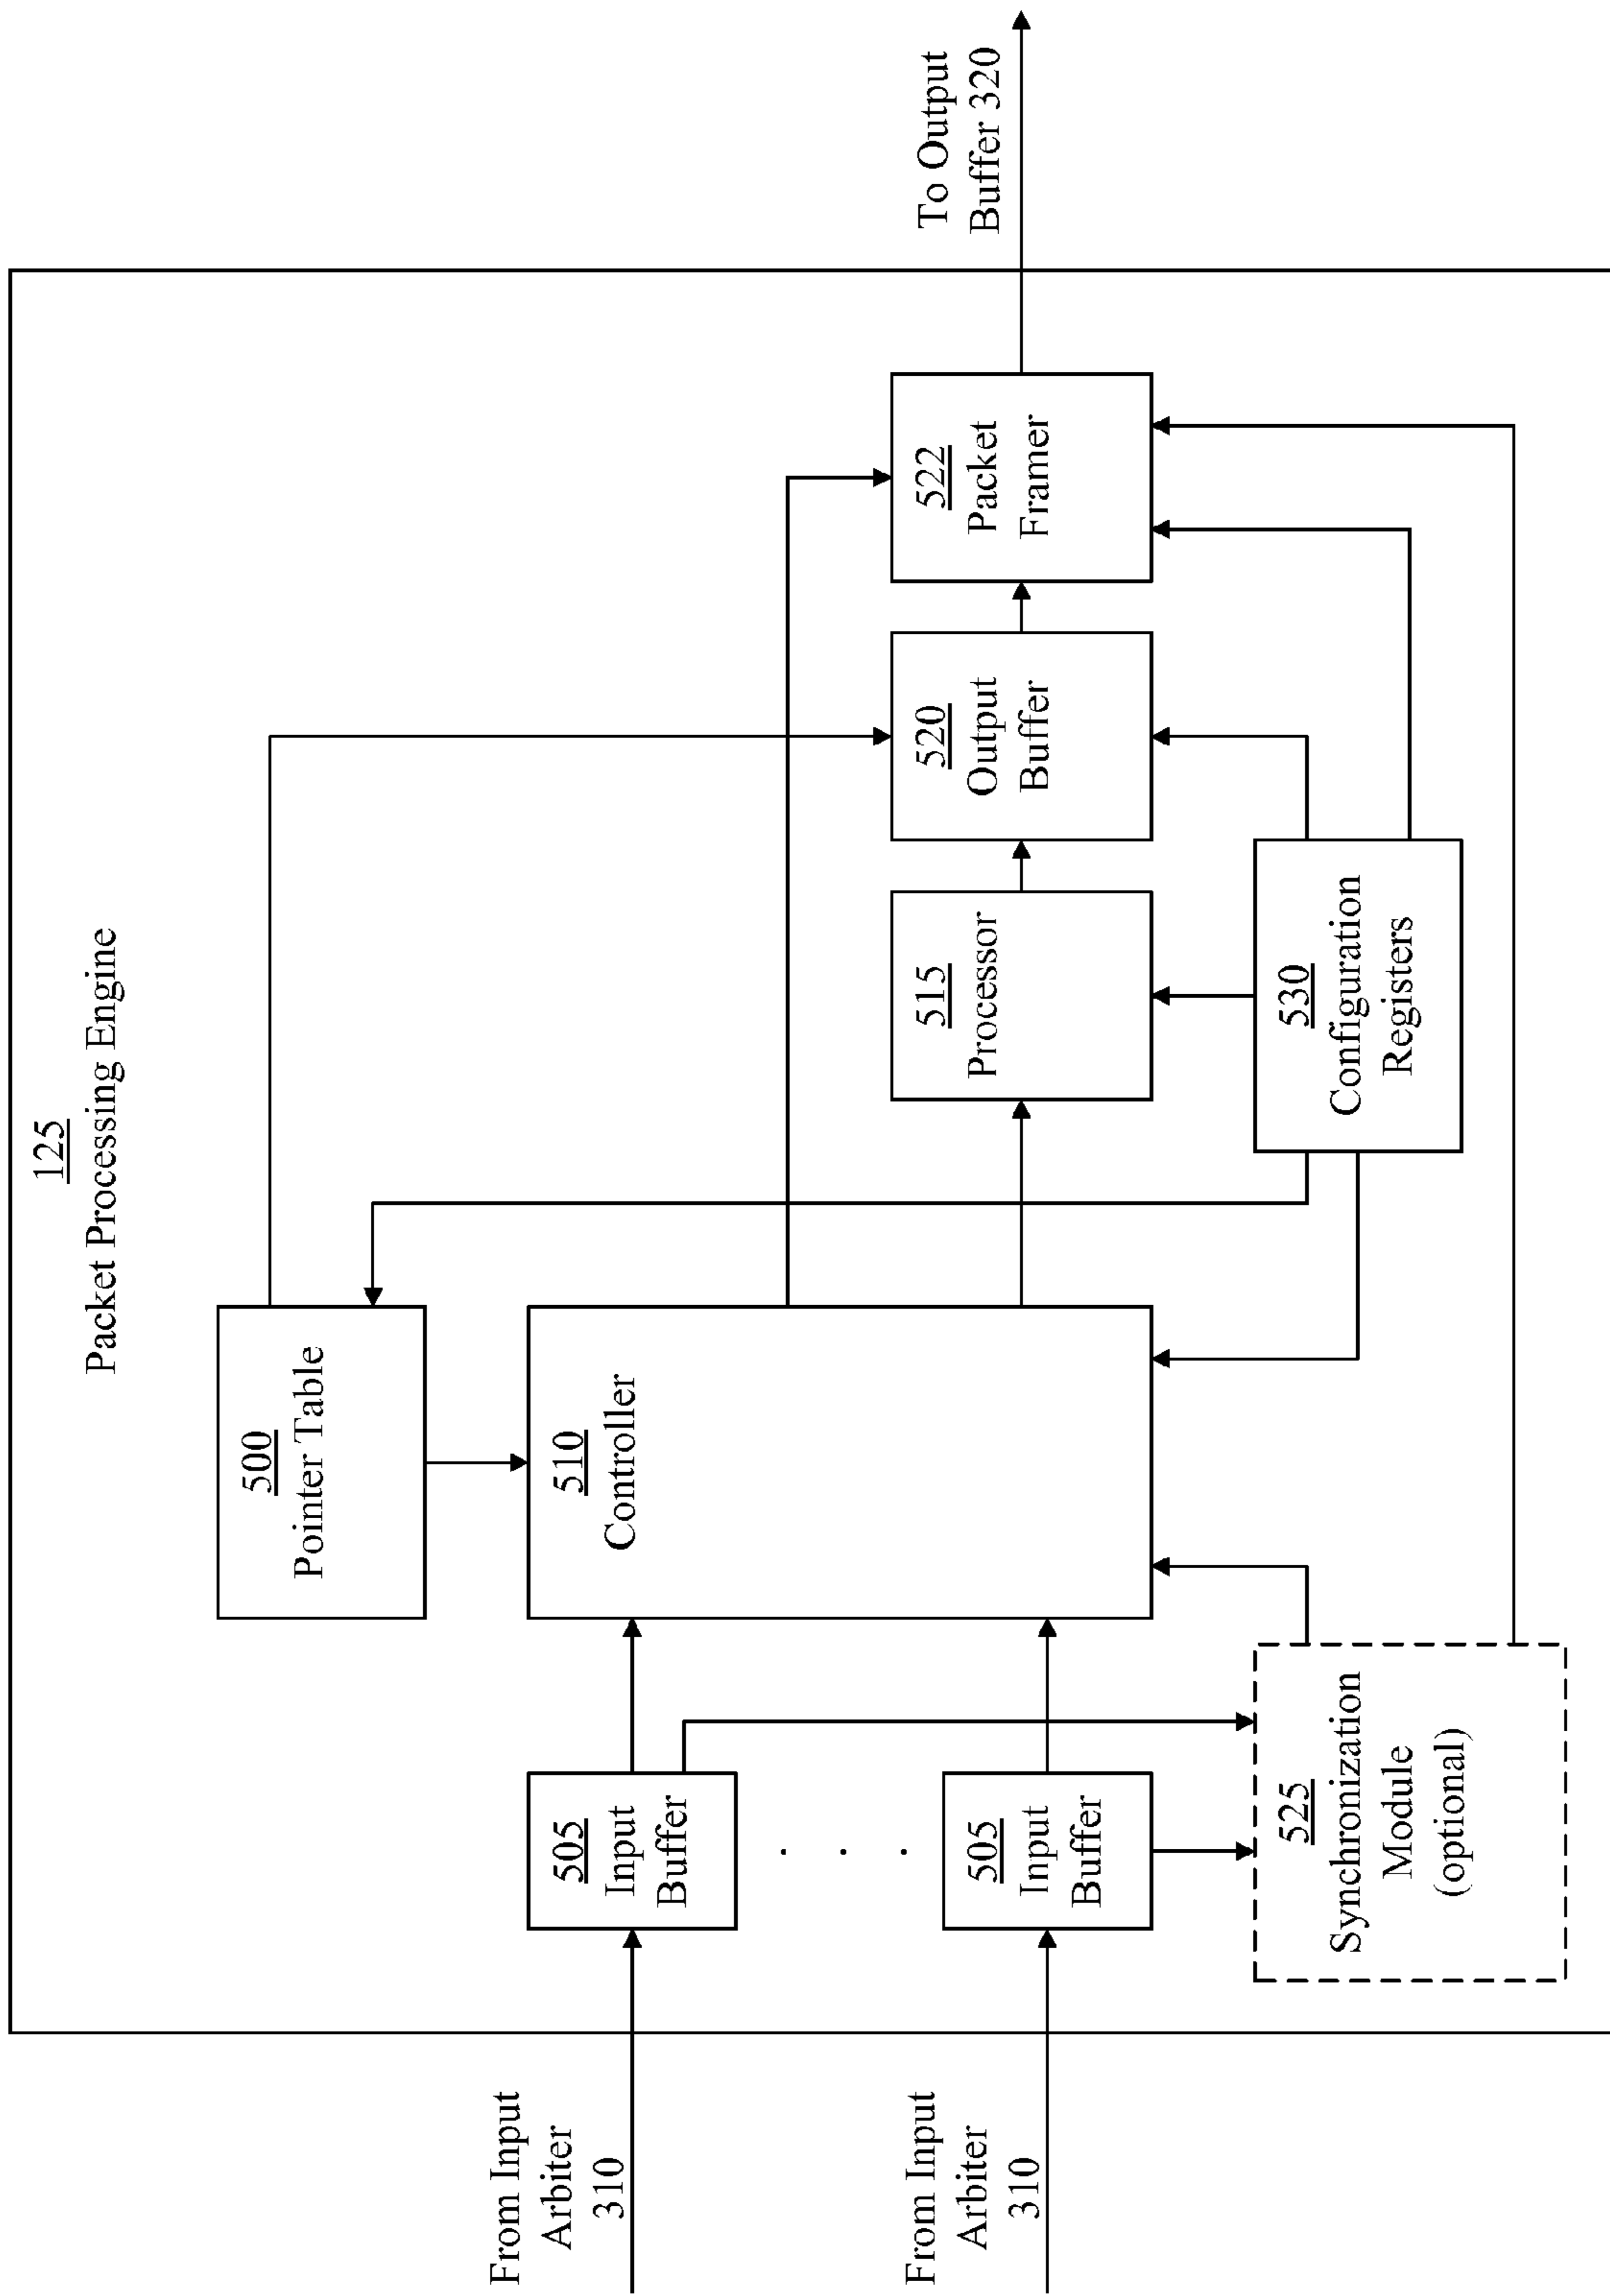 125
Packet Processing Engine
500
Pointer Table
From Input
Arbiter
310
505
Input
Buffer
510
Controller
. . .
From Input
Arbiter
310
505
Input
Buffer
515
Processor
520
Output
Buffer
522
Packet
Framer
To Output
Buffer 320
525
Synchronization
Module
(optional)
530
Configuration
Registers